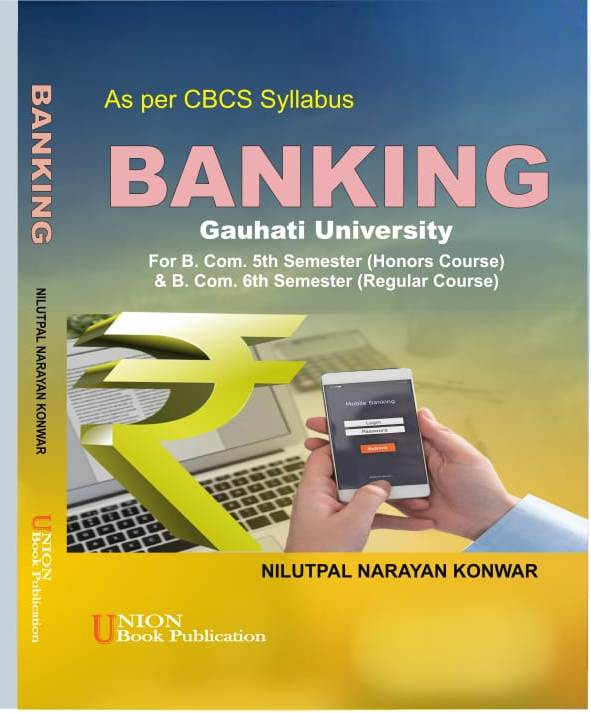 As per CBCS Syllabus
BANKING
Gauhati University
For B. Com. 5th Semester (Honors Course)
& B. Com. 6th Semester (Regular Course)
Mobile Banking
Login
Password
NILUTPAL NARAYAN KONWAR
UNION
Book Publication
BANKING
NILUTPAL NARAYAN KONWAR
UNION
Book Publication